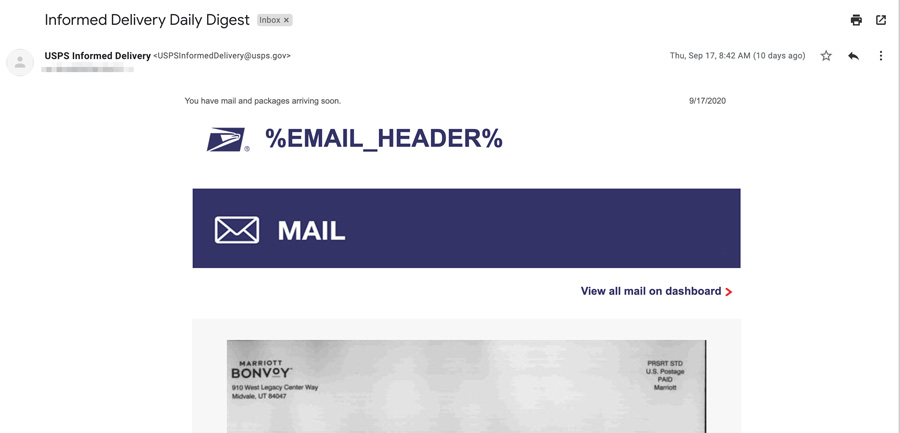 Informed Delivery Daily Digest Inbox ×
USPS Informed Delivery <USPSInformedDelivery@usps.gov>
Thu, Sep 17, 8:42 AM (10 days ago)
You have mail and packages arriving soon.
9/17/2020
%EMAIL_HEADER%
MAIL
View all mail on dashboard >
MARRIOTT
BONVOY
910 West Legacy Center Way
Midvale, UT 84047
PRSRT STD
U.S. Postage
PAID
Marriott